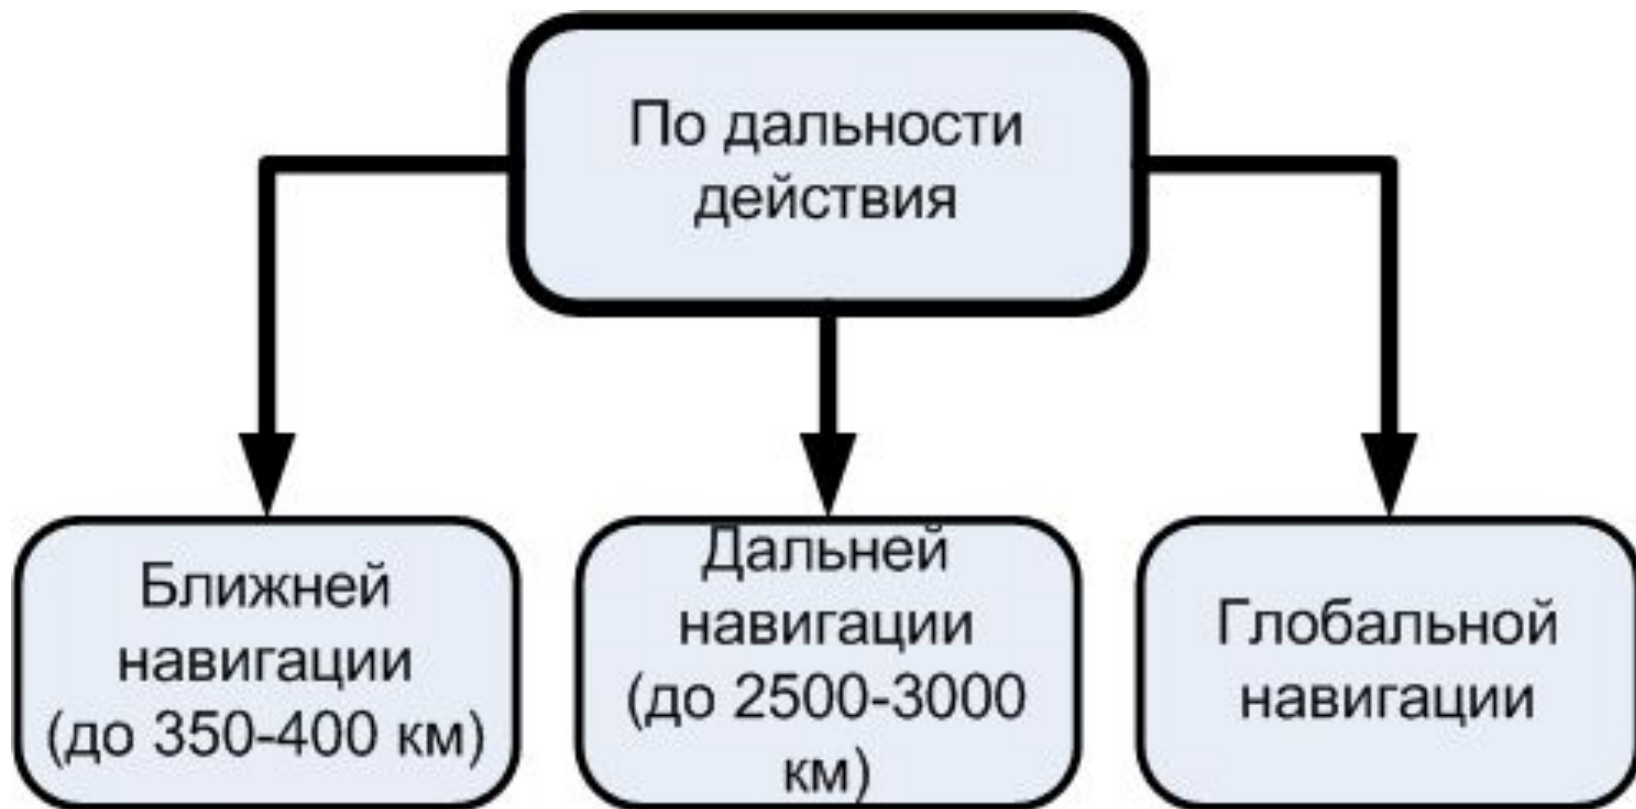 По дальности
действия
Ближней
навигации
(до 350-400 км)
Дальней
навигации
(до 2500-3000
км)
Глобальной
навигации